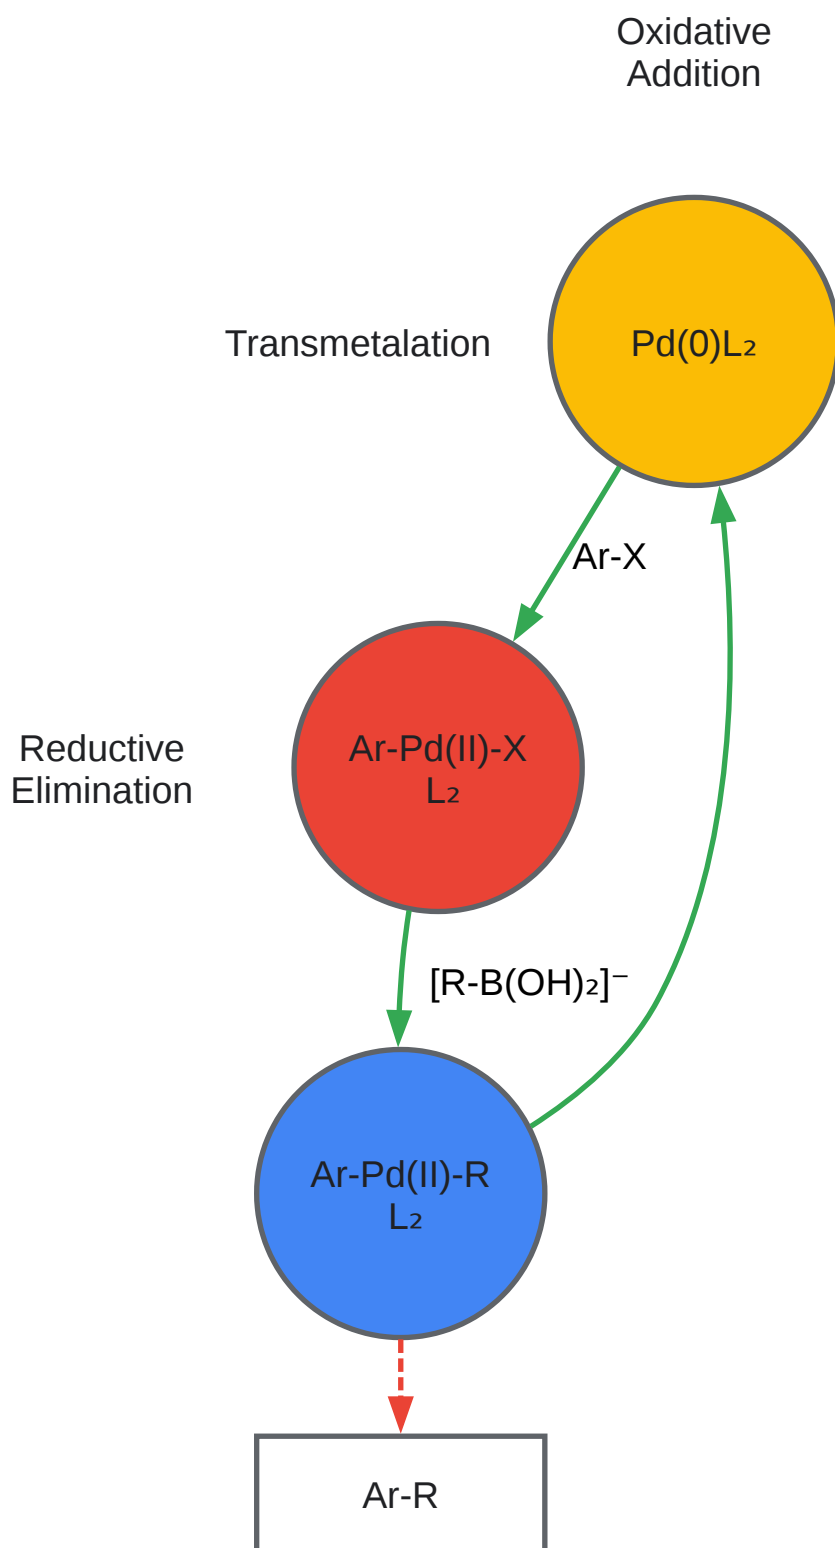 Oxidative
Addition
Transmetalation
Pd(0)L₂
Ar-X
Reductive
Elimination
Ar-Pd(II)-X
L₂
[R-B(OH)₂]⁻
Ar-Pd(II)-R
L₂
Ar-R